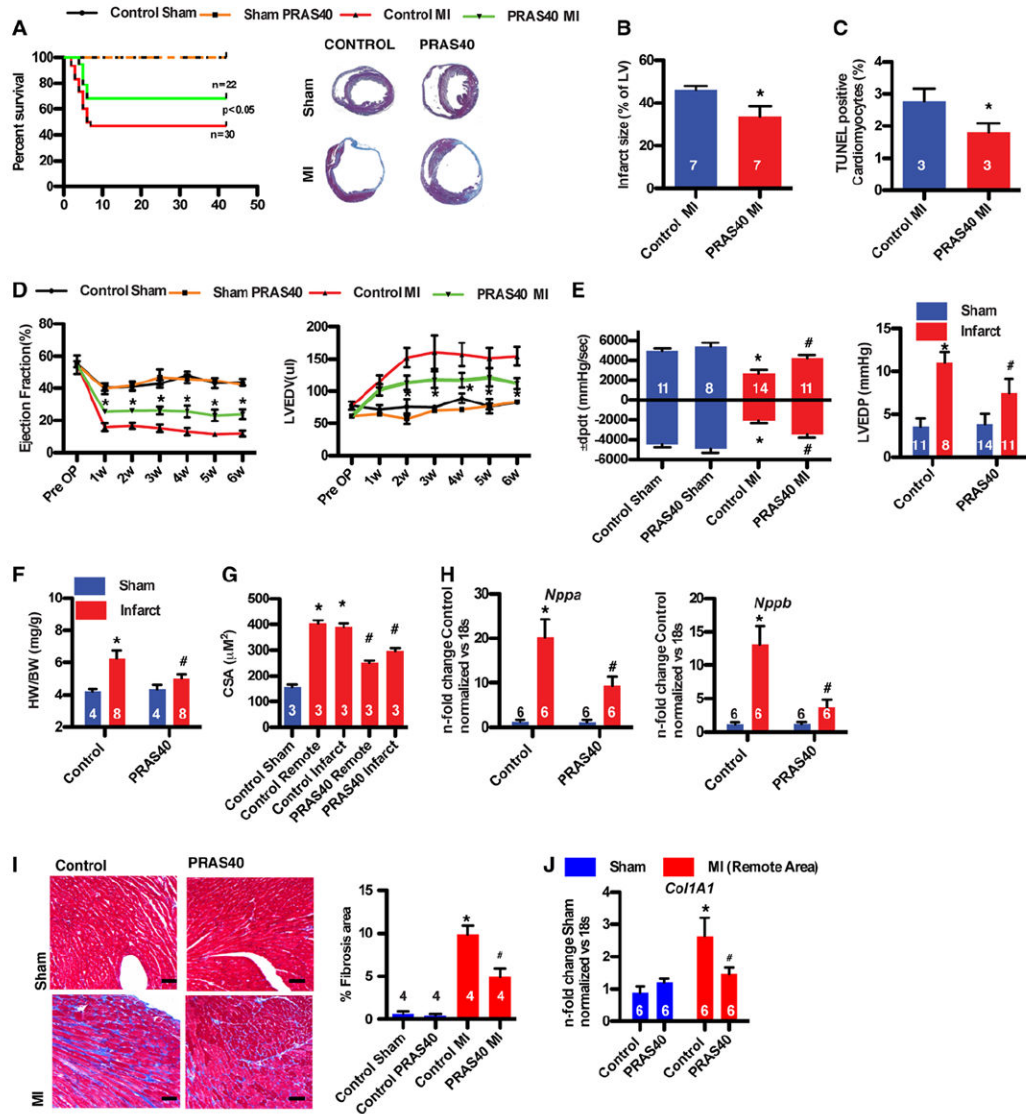 Control Sham Sham PRAS40 Control MI PRAS40 MI
A
CONTROL PRAS40
Sham
MI
Percent survival
100
80
60
40
20
0
0 10 20 30 40 50
n=22
p<0.05
n=30
B
Infarct size (% of LV)
60
40
20
0
7 7
*
Control MI
PRAS40 MI
C
TUNEL positive
Cardiomyocytes (%)
4
3
2
1
0
3 3
*
Control MI
PRAS40 MI
D Control Sham Sham PRAS40 Control MI PRAS40 MI
Ejection Fraction(%)
80
60
40
20
0
* * * * * *
Pre OP 1w 2w 3w 4w 5w 6w
LVEDV(ul)
200
150
100
50
0
* * * * *
Pre OP 1w 2w 3w 4w 5w 6w
E
±dpdt (mmHg/sec)
6000
4000
2000
0
2000
4000
-6000
11 8 14 11
* #
* #
Control Sham
PRAS40 Sham
Control MI
PRAS40 MI
Sham
Infarct
LVEDP (mmHg)
15
10
5
0
11 8 14 11
* #
Control
PRAS40
F
Sham
Infarct
HW/BW (mg/g)
8
6
4
2
0
4 8 4 8
* #
Control
PRAS40
G
CSA (µM²)
500
400
300
200
100
0
3 3 3 3 3
* * # #
Control Sham
Control Remote
Control Infarct
PRAS40 Remote
PRAS40 Infarct
H
n-fold change Control
normalized vs 18s
Nppa
30
20
10
0
6 6 6 6
* #
Control
PRAS40
n-fold change Control
normalized vs 18s
Nppb
20
15
10
5
0
6 6 6 6
* #
Control
PRAS40
I
Control PRAS40
Sham
MI
% Fibrosis area
15
10
5
0
4 4 4 4
* #
Control Sham
Control PRAS40
Control MI
PRAS40 MI
J
Sham MI (Remote Area)
Col1A1
n-fold change Sham
normalized vs 18s
4
3
2
1
0
6 6 6 6
* #
Control
PRAS40
Control
PRAS40